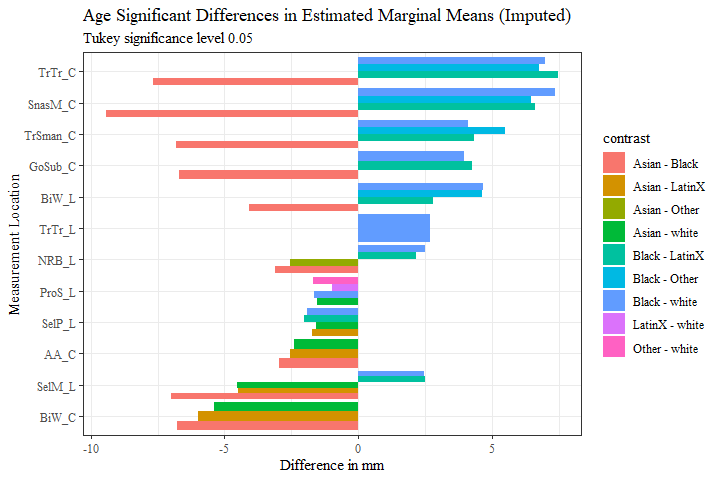 Age Significant Differences in Estimated Marginal Means (Imputed)
Tukey significance level 0.05
Measurement Location
TrTr_C
SnasM_C
TrSman_C
GoSub_C
BiW_L
TrTr_L
NRB_L
ProS_L
SelP_L
AA_C
SelM_L
BiW_C
-10
-5
0
5
Difference in mm
contrast
Asian - Black
Asian - LatinX
Asian - Other
Asian - white
Black - LatinX
Black - Other
Black - white
LatinX - white
Other - white